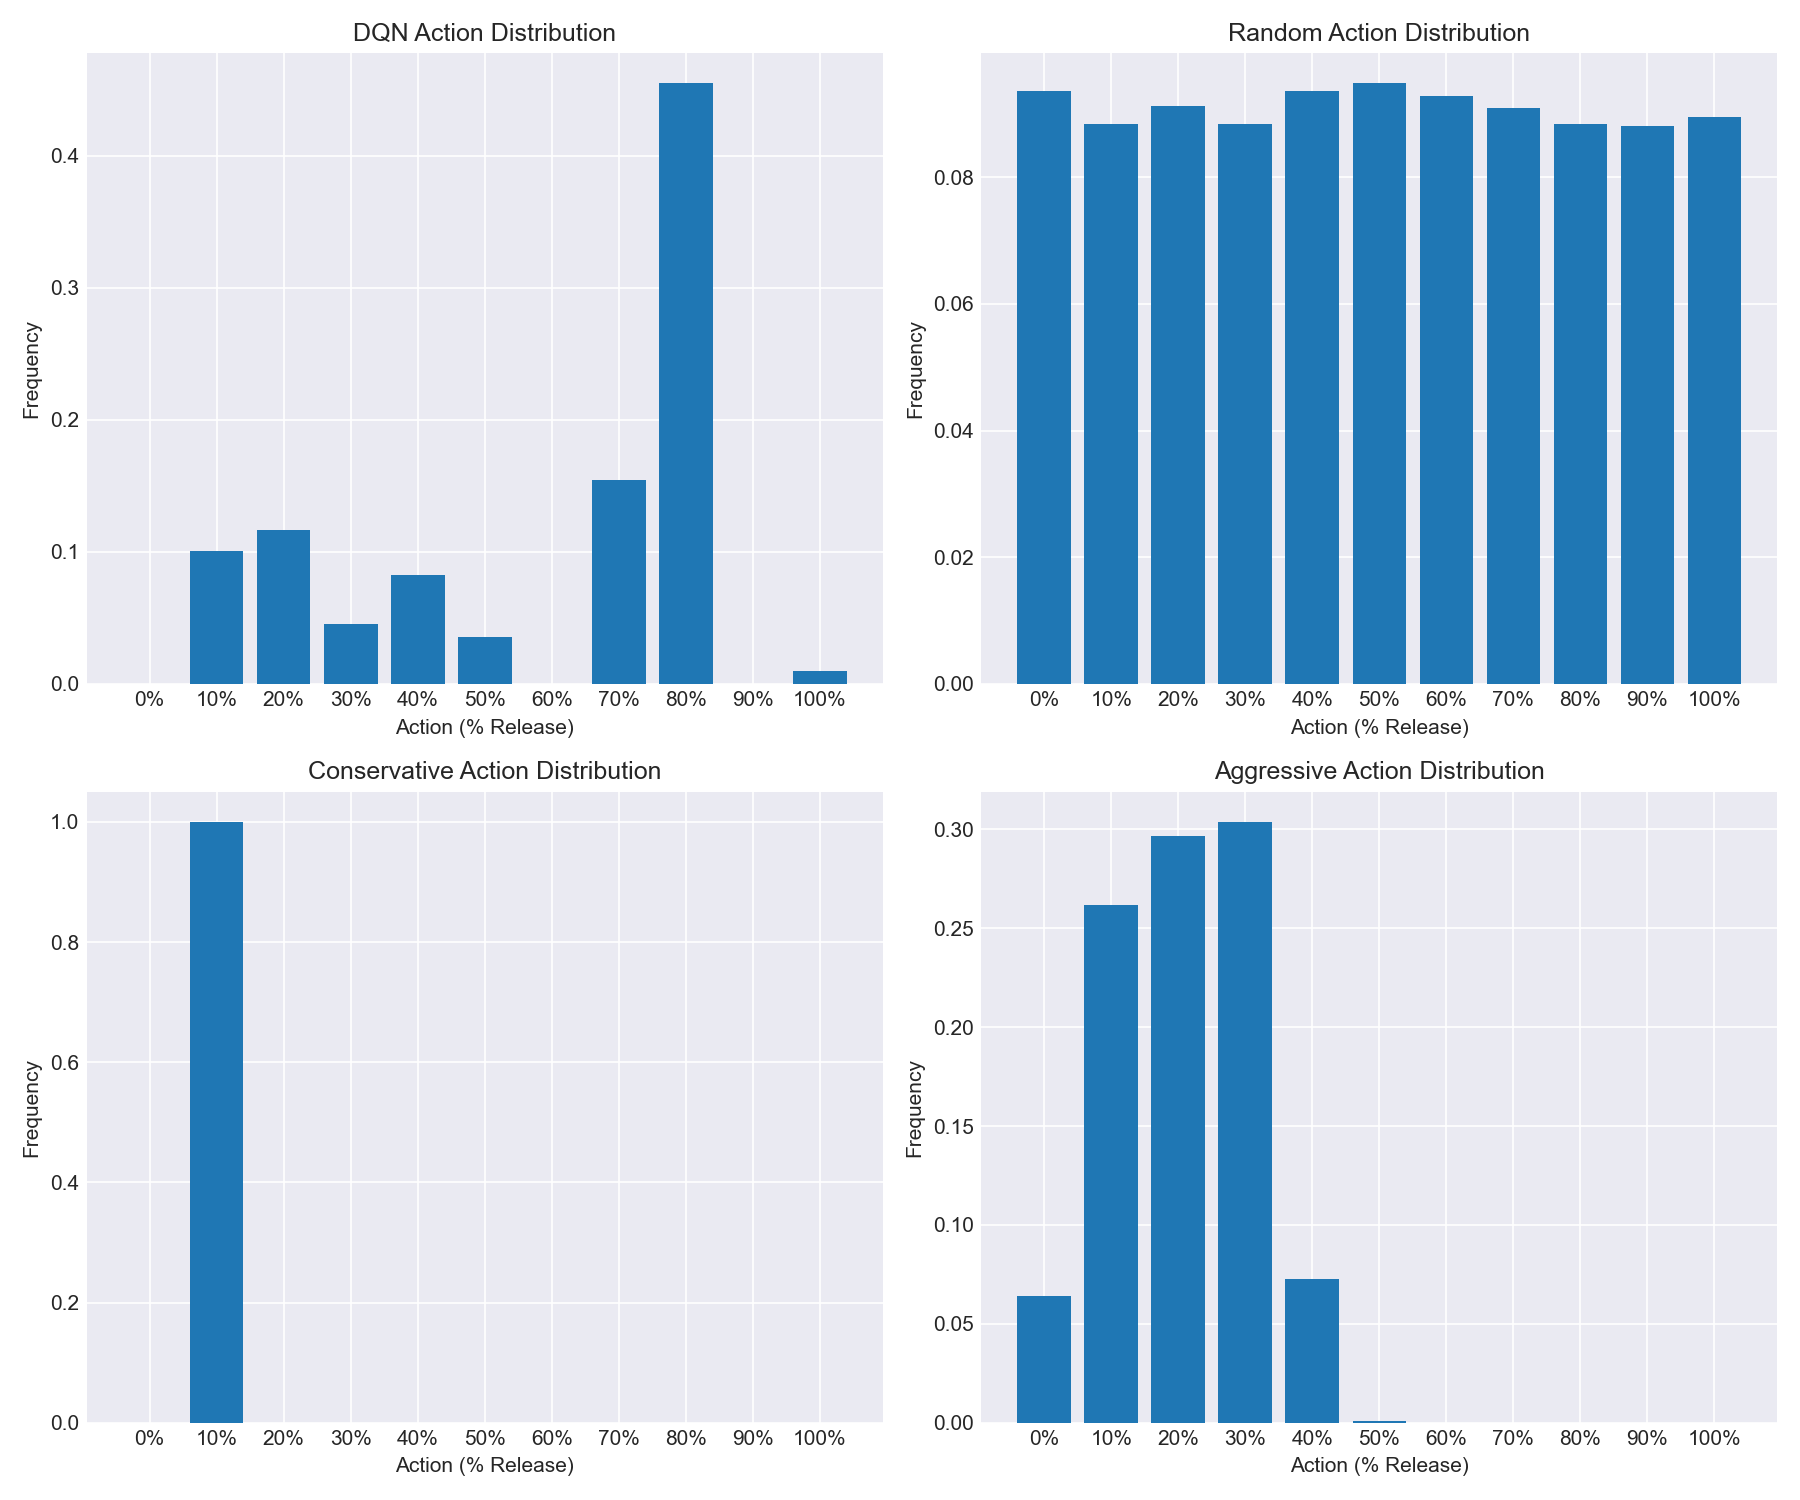 DQN Action Distribution
Frequency
0.4
0.3
0.2
0.1
0.0
0% 10% 20% 30% 40% 50% 60% 70% 80% 90% 100%
Action (% Release)
Random Action Distribution
Frequency
0.08
0.06
0.04
0.02
0.00
0% 10% 20% 30% 40% 50% 60% 70% 80% 90% 100%
Action (% Release)
Conservative Action Distribution
Frequency
1.0
0.8
0.6
0.4
0.2
0.0
0% 10% 20% 30% 40% 50% 60% 70% 80% 90% 100%
Action (% Release)
Aggressive Action Distribution
Frequency
0.30
0.25
0.20
0.15
0.10
0.05
0.00
0% 10% 20% 30% 40% 50% 60% 70% 80% 90% 100%
Action (% Release)